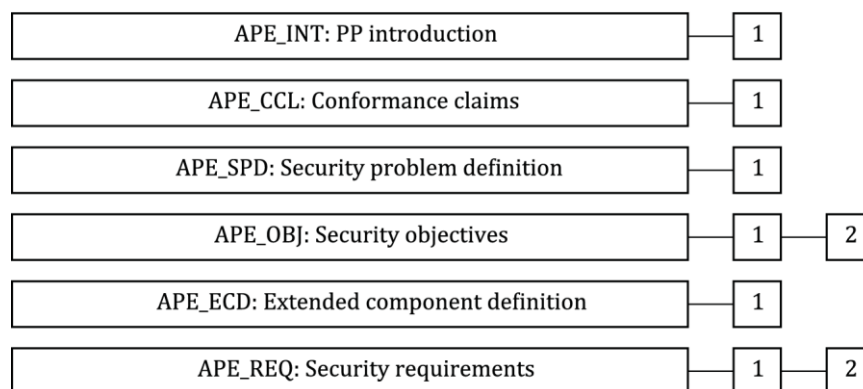 APE_INT: PP introduction 1
APE_CCL: Conformance claims 1
APE_SPD: Security problem definition 1
APE_OBJ: Security objectives 1 2
APE_ECD: Extended component definition 1
APE_REQ: Security requirements 1 2